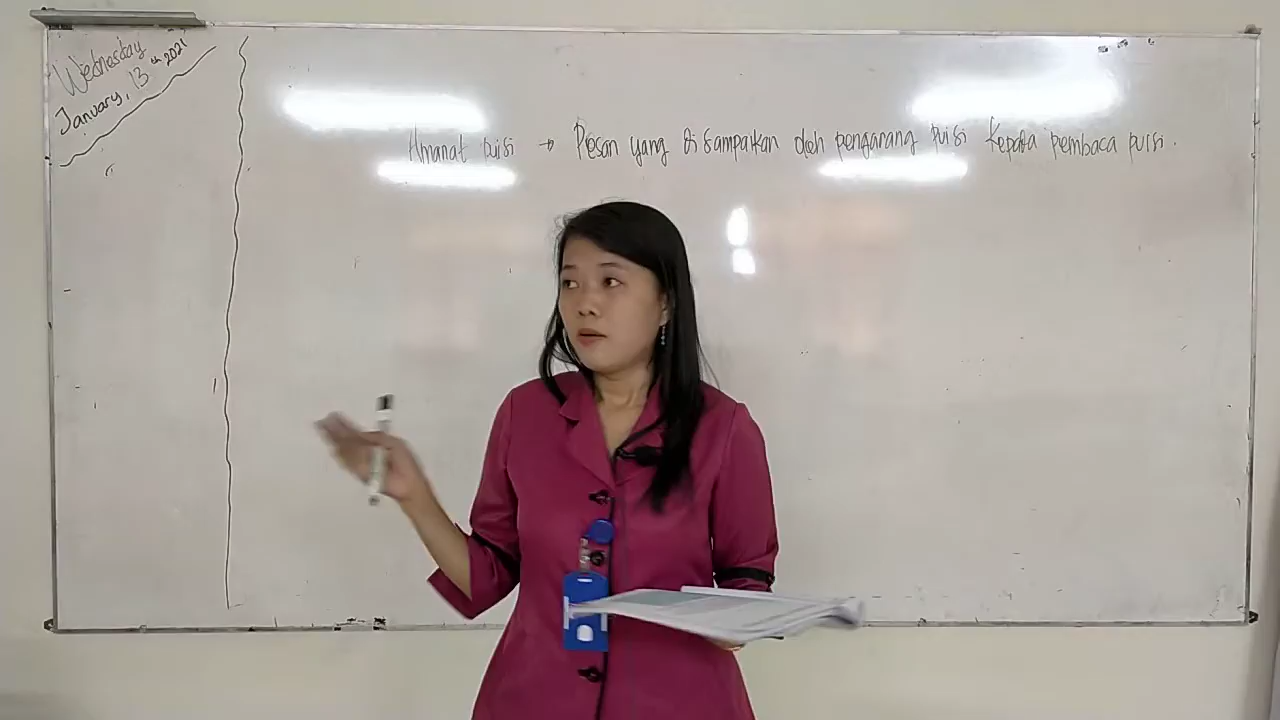 Wednesday
January, 13th 2021
Amanat puisi → Pesan yang disampaikan oleh pengarang puisi kepada pembaca puisi.